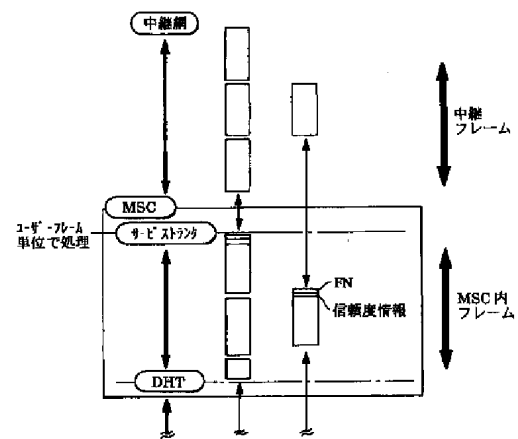 中継網
中継
フレーム
MSC
ユーザ・フレーム
単位で処理
サービストランク
FN
信頼度情報
MSC内
フレーム
DHT